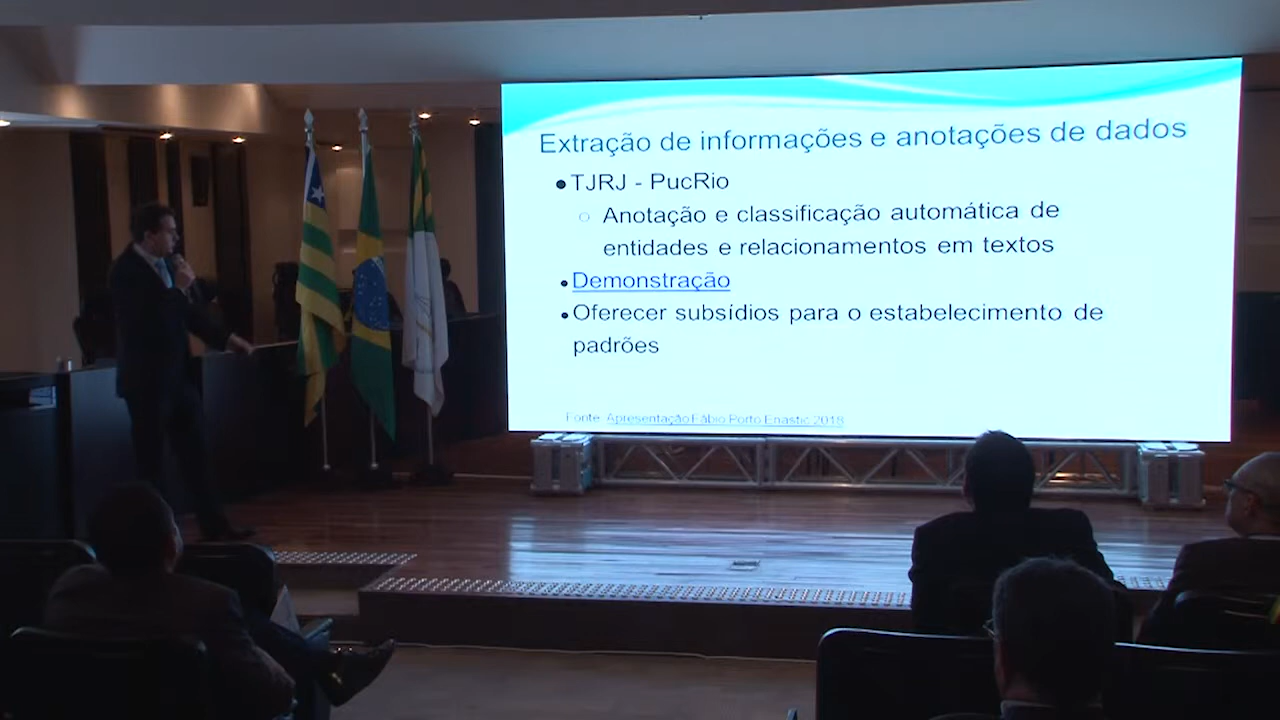 Extração de informações e anotações de dados
TJRJ - PucRio
Anotação e classificação automática de
entidades e relacionamentos em textos
Demonstração
Oferecer subsídios para o estabelecimento de
padrões
Fonte: Apresentação Fábio Porto Enastic 2018